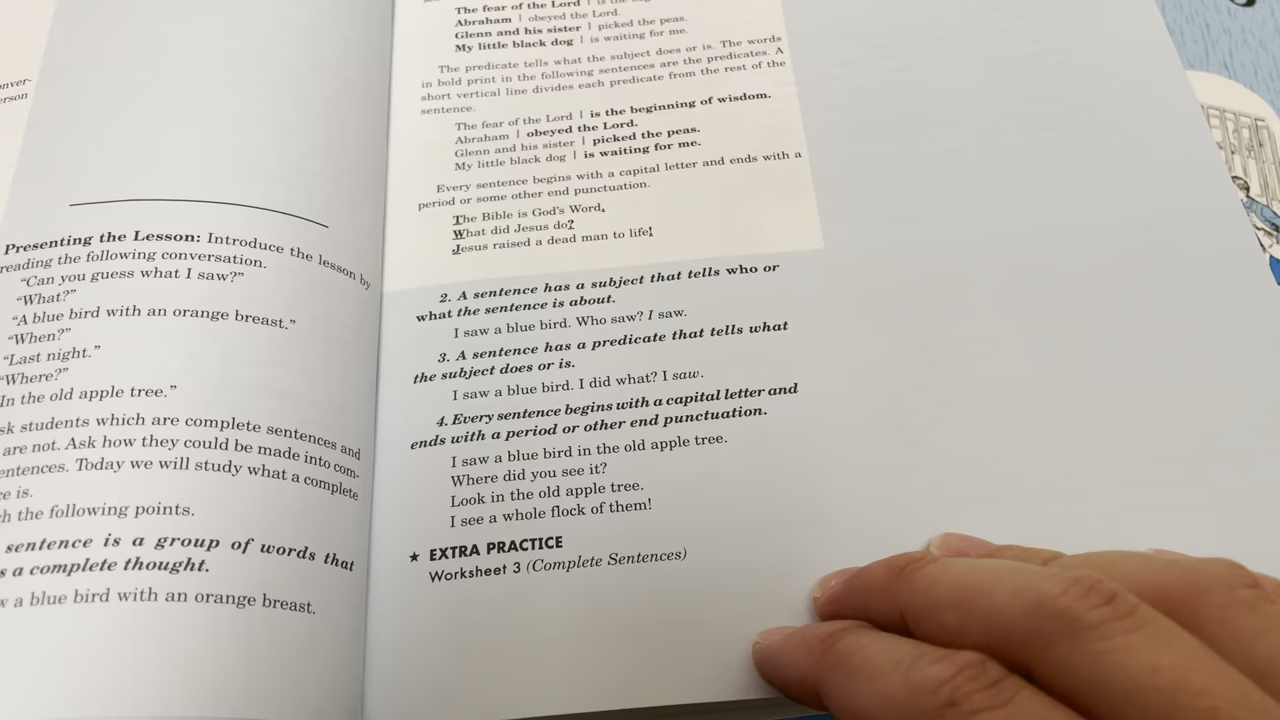 onver-
erson
Presenting the Lesson: Introduce the lesson by
reading the following conversation.
"Can you guess what I saw?"
"What?"
"A blue bird with an orange breast."
"When?"
"Last night."
"Where?"
In the old apple tree."
sk students which are complete sentences and
are not. Ask how they could be made into com-
entences. Today we will study what a complete
ce is.
ch the following points.
sentence is a group of words that
s a complete thought.
w a blue bird with an orange breast.
The fear of the Lord | is the
Abraham | obeyed the Lord.
Glenn and his sister | picked the peas.
My little black dog | is waiting for me.
The predicate tells what the subject does or is. The words
in bold print in the following sentences are the predicates. A
short vertical line divides each predicate from the rest of the
sentence.
The fear of the Lord | is the beginning of wisdom.
Abraham | obeyed the Lord.
Glenn and his sister | picked the peas.
My little black dog | is waiting for me.
Every sentence begins with a capital letter and ends with a
period or some other end punctuation.
The Bible is God's Word.
What did Jesus do?
Jesus raised a dead man to life!
2. A sentence has a subject that tells who or
what the sentence is about.
I saw a blue bird. Who saw? I saw.
3. A sentence has a predicate that tells what
the subject does or is.
I saw a blue bird. I did what? I saw.
4. Every sentence begins with a capital letter and
ends with a period or other end punctuation.
I saw a blue bird in the old apple tree.
Where did you see it?
Look in the old apple tree.
I see a whole flock of them!
★ EXTRA PRACTICE
Worksheet 3 (Complete Sentences)